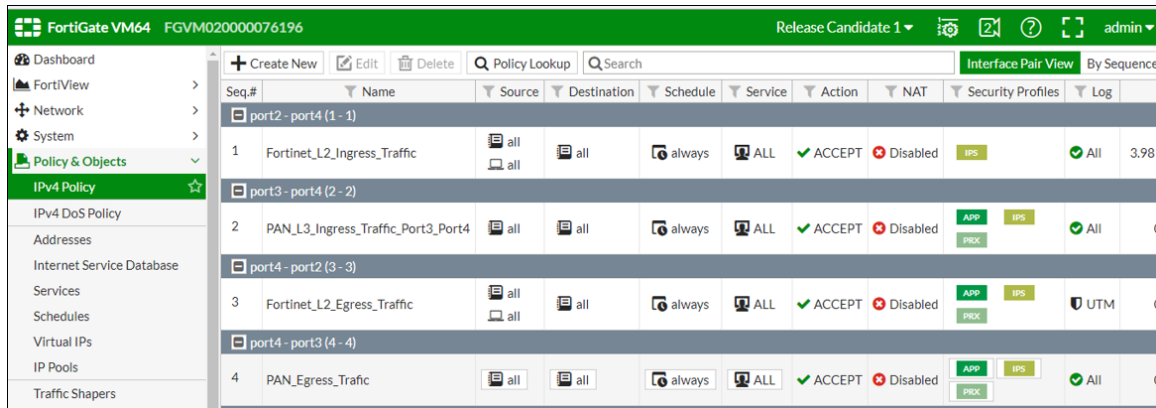 FortiGate VM64 FGVM020000076196 Release Candidate 1 2 ? admin
Dashboard
FortiView
Network
System
Policy & Objects
IPv4 Policy
IPv4 DoS Policy
Addresses
Internet Service Database
Services
Schedules
Virtual IPs
IP Pools
Traffic Shapers
+ Create New Edit Delete Policy Lookup Search Interface Pair View By Sequence
Seq.# Name Source Destination Schedule Service Action NAT Security Profiles Log
port2 - port4 (1 - 1)
1 Fortinet_L2_Ingress_Traffic all all always ALL ACCEPT Disabled IPS All 3.98
all
port3 - port4 (2 - 2)
2 PAN_L3_Ingress_Traffic_Port3_Port4 all all always ALL ACCEPT Disabled APP IPS All
PRX
port4 - port2 (3 - 3)
3 Fortinet_L2_Egress_Traffic all all always ALL ACCEPT Disabled APP IPS UTM
all PRX
port4 - port3 (4 - 4)
4 PAN_Egress_Trafic all all always ALL ACCEPT Disabled APP IPS All
PRX